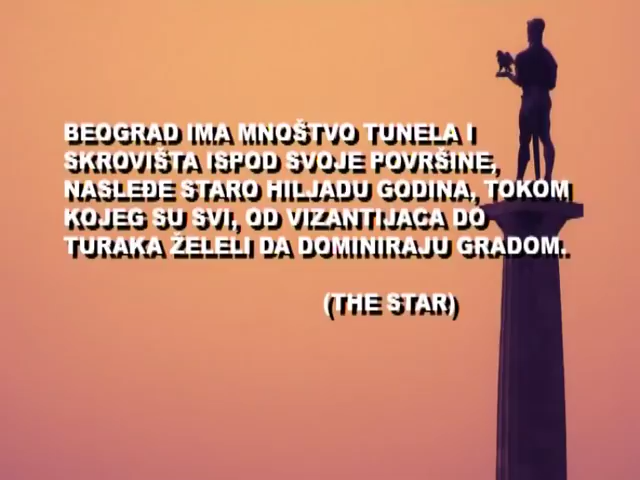 BEOGRAD IMA MNOŠTVO TUNELA I
SKROVIŠTA ISPOD SVOJE POVRŠINE,
NASLEĐE STARO HILJADU GODINA, TOKOM
KOJEG SU SVI, OD VIZANTIJACA DO
TURAKA ŽELELI DA DOMINIRAJU GRADOM.
(THE STAR)